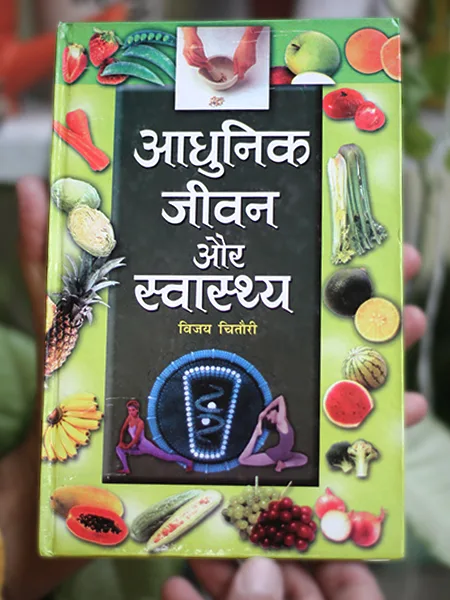 आधुनिक
जीवन
और
स्वास्थ्य
विजय चितौरी